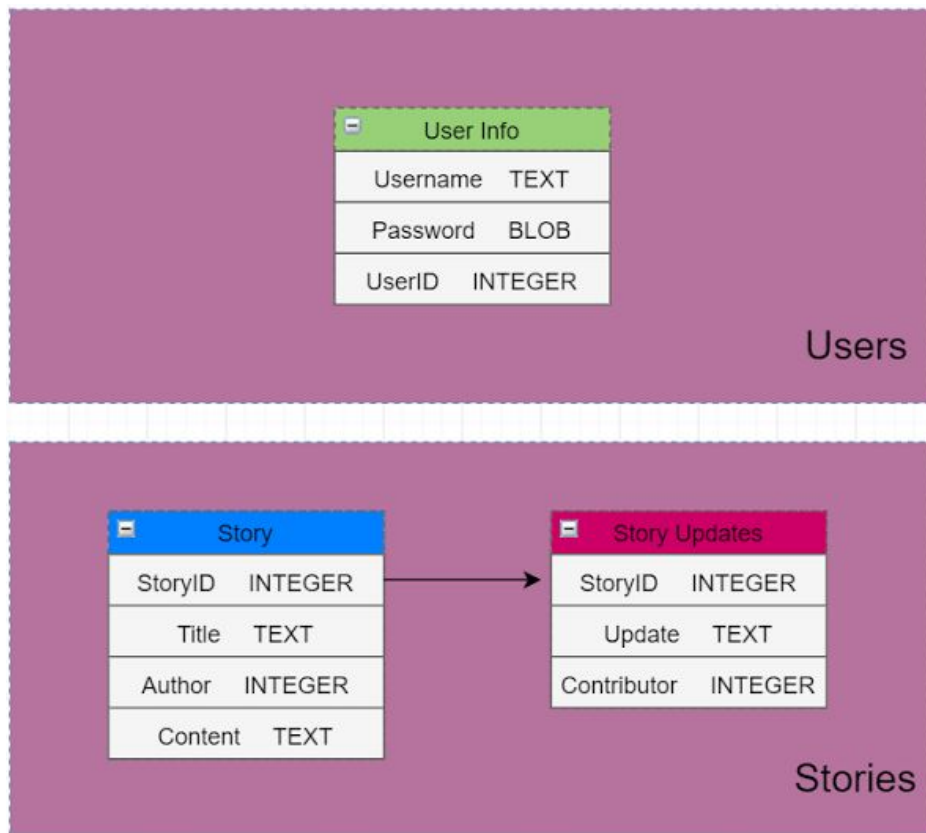 User Info
Username TEXT
Password BLOB
UserID INTEGER
Users
Story
StoryID INTEGER
Title TEXT
Author INTEGER
Content TEXT
Story Updates
StoryID INTEGER
Update TEXT
Contributor INTEGER
Stories